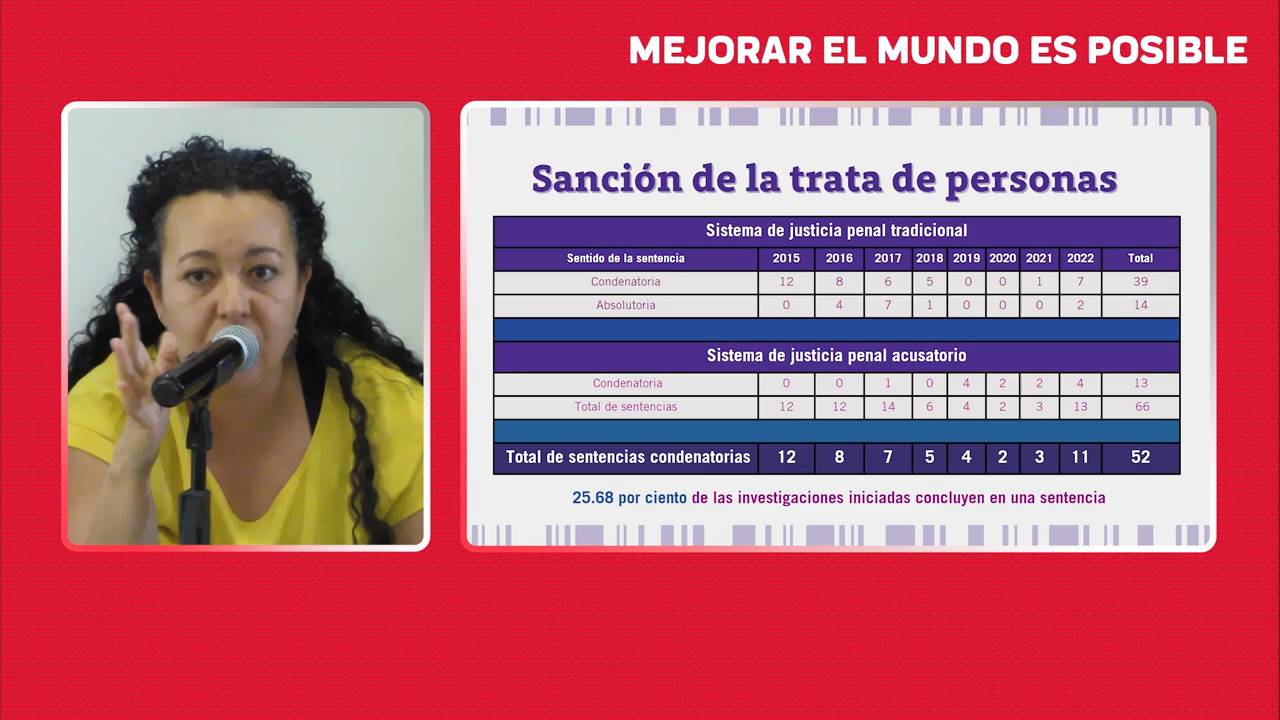 MEJORAR EL MUNDO ES POSIBLE
Sanción de la trata de personas
Sistema de justicia penal tradicional
Sentido de la sentencia 2015 2016 2017 2018 2019 2020 2021 2022 Total
Condenatoria 12 8 6 5 0 0 1 7 39
Absolutoria 0 4 7 1 0 0 0 2 14
Sistema de justicia penal acusatorio
Condenatoria 0 0 1 0 4 2 2 4 13
Total de sentencias 12 12 14 6 4 2 3 13 66
Total de sentencias condenatorias 12 8 7 5 4 2 3 11 52
25.68 por ciento de las investigaciones iniciadas concluyen en una sentencia